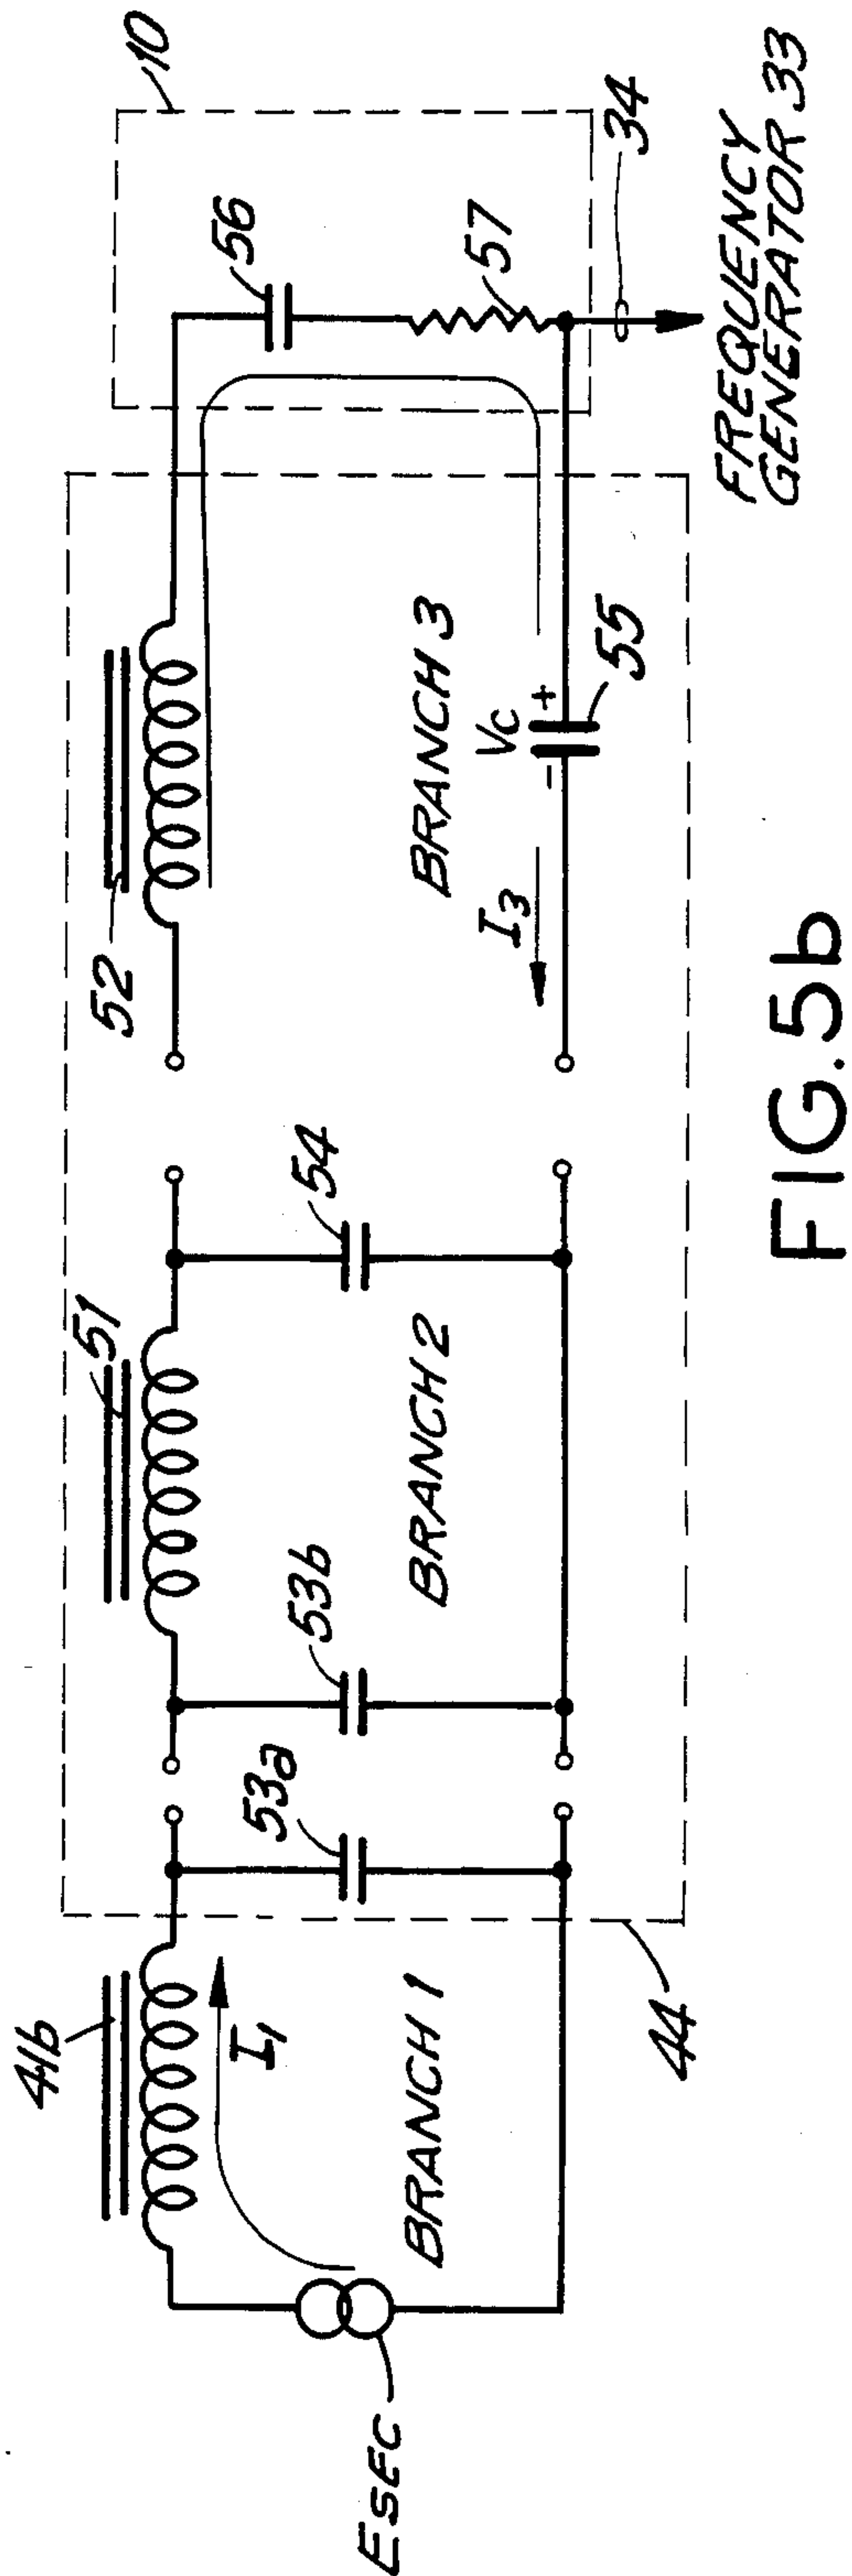 10
56
57
34
FREQUENCY
GENERATOR 33
52
BRANCH 3
Vc
- +
55
I3
54
51
BRANCH 2
53b
53a
41b
I1
BRANCH 1
44
ESEC
FIG.5b